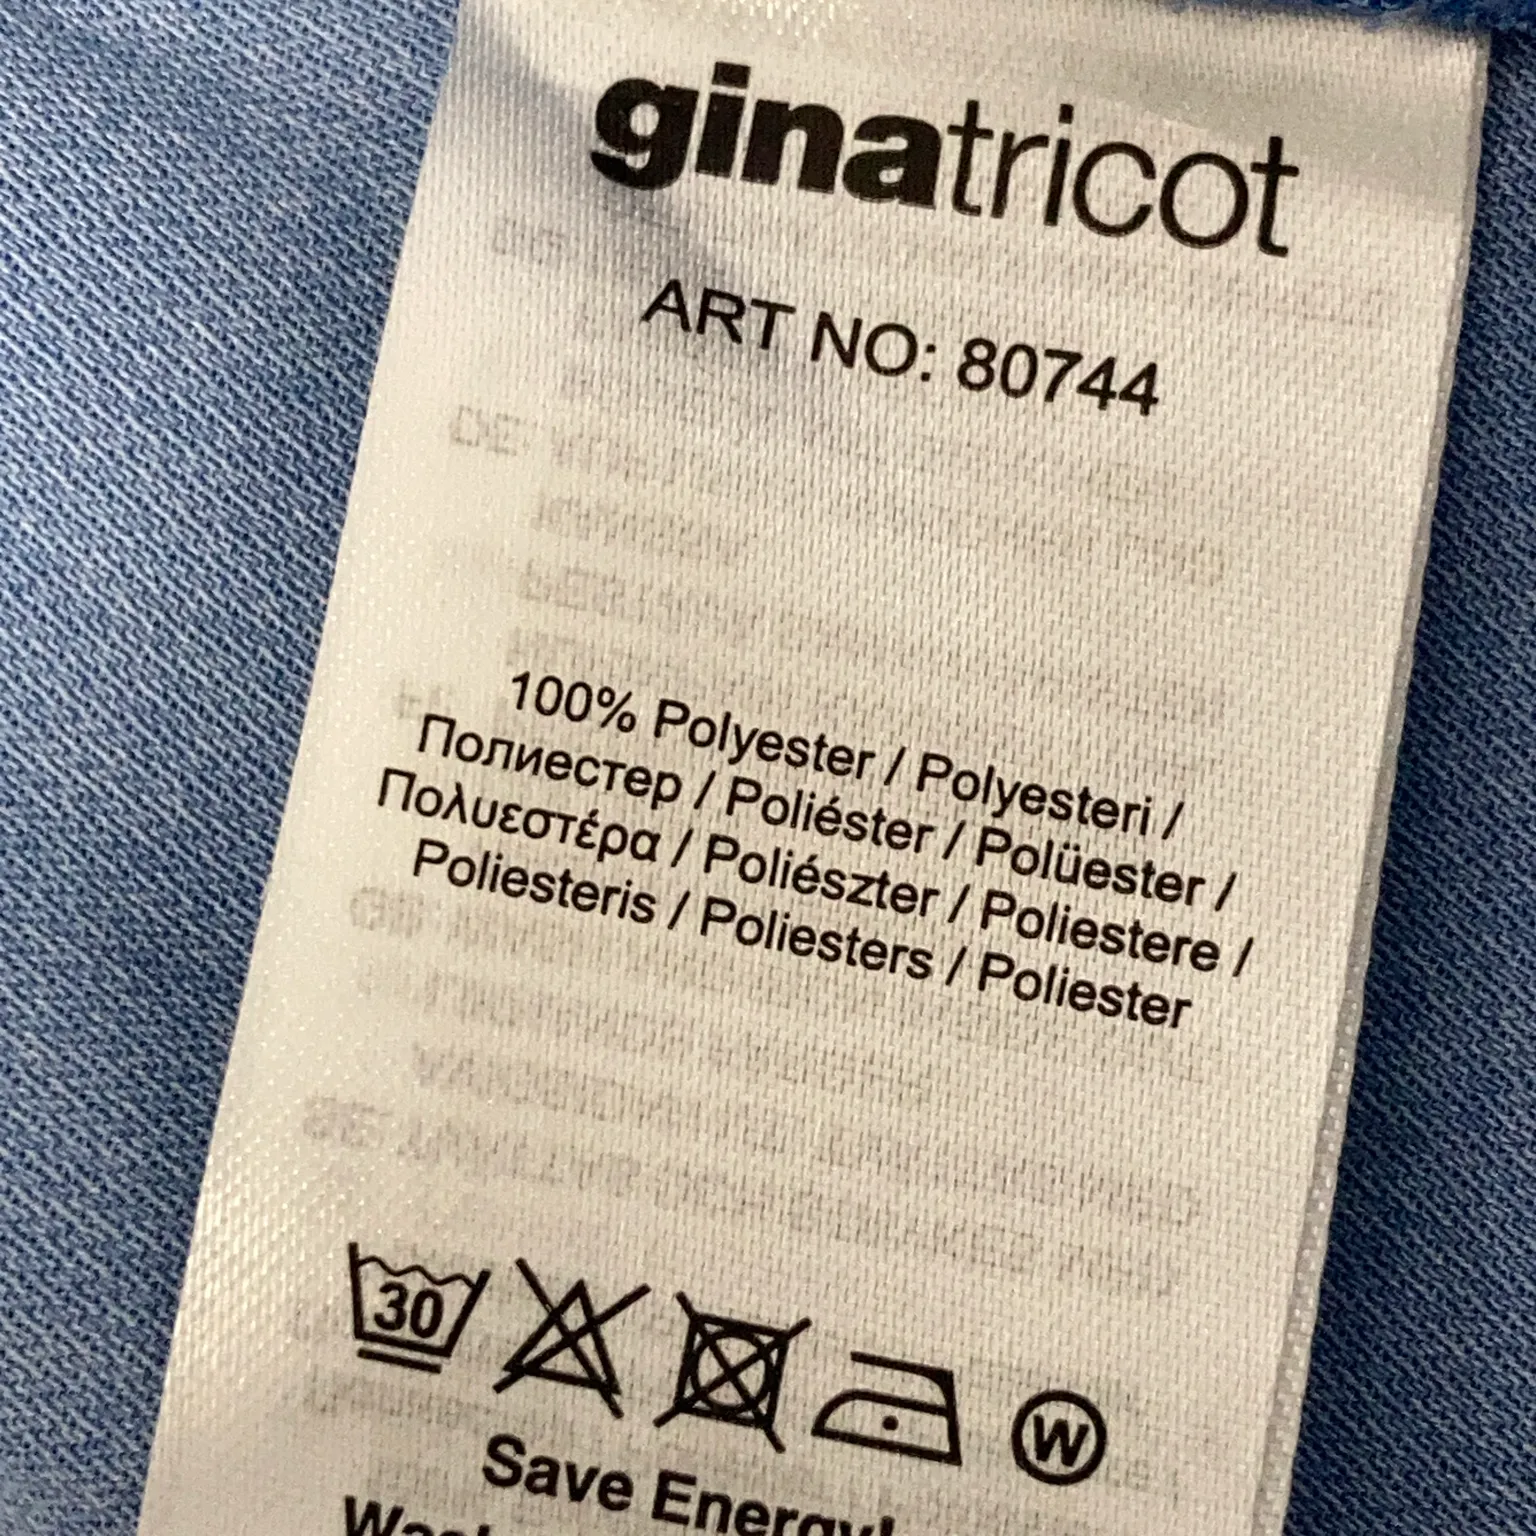 ginatricot
ART NO: 80744
100% Polyester / Polyesteri /
Полиестер / Poliéster / Polüester /
Πολυεστέρα / Poliészter / Poliestere /
Poliesteris / Poliesters / Poliester
30
W
Save Energy!